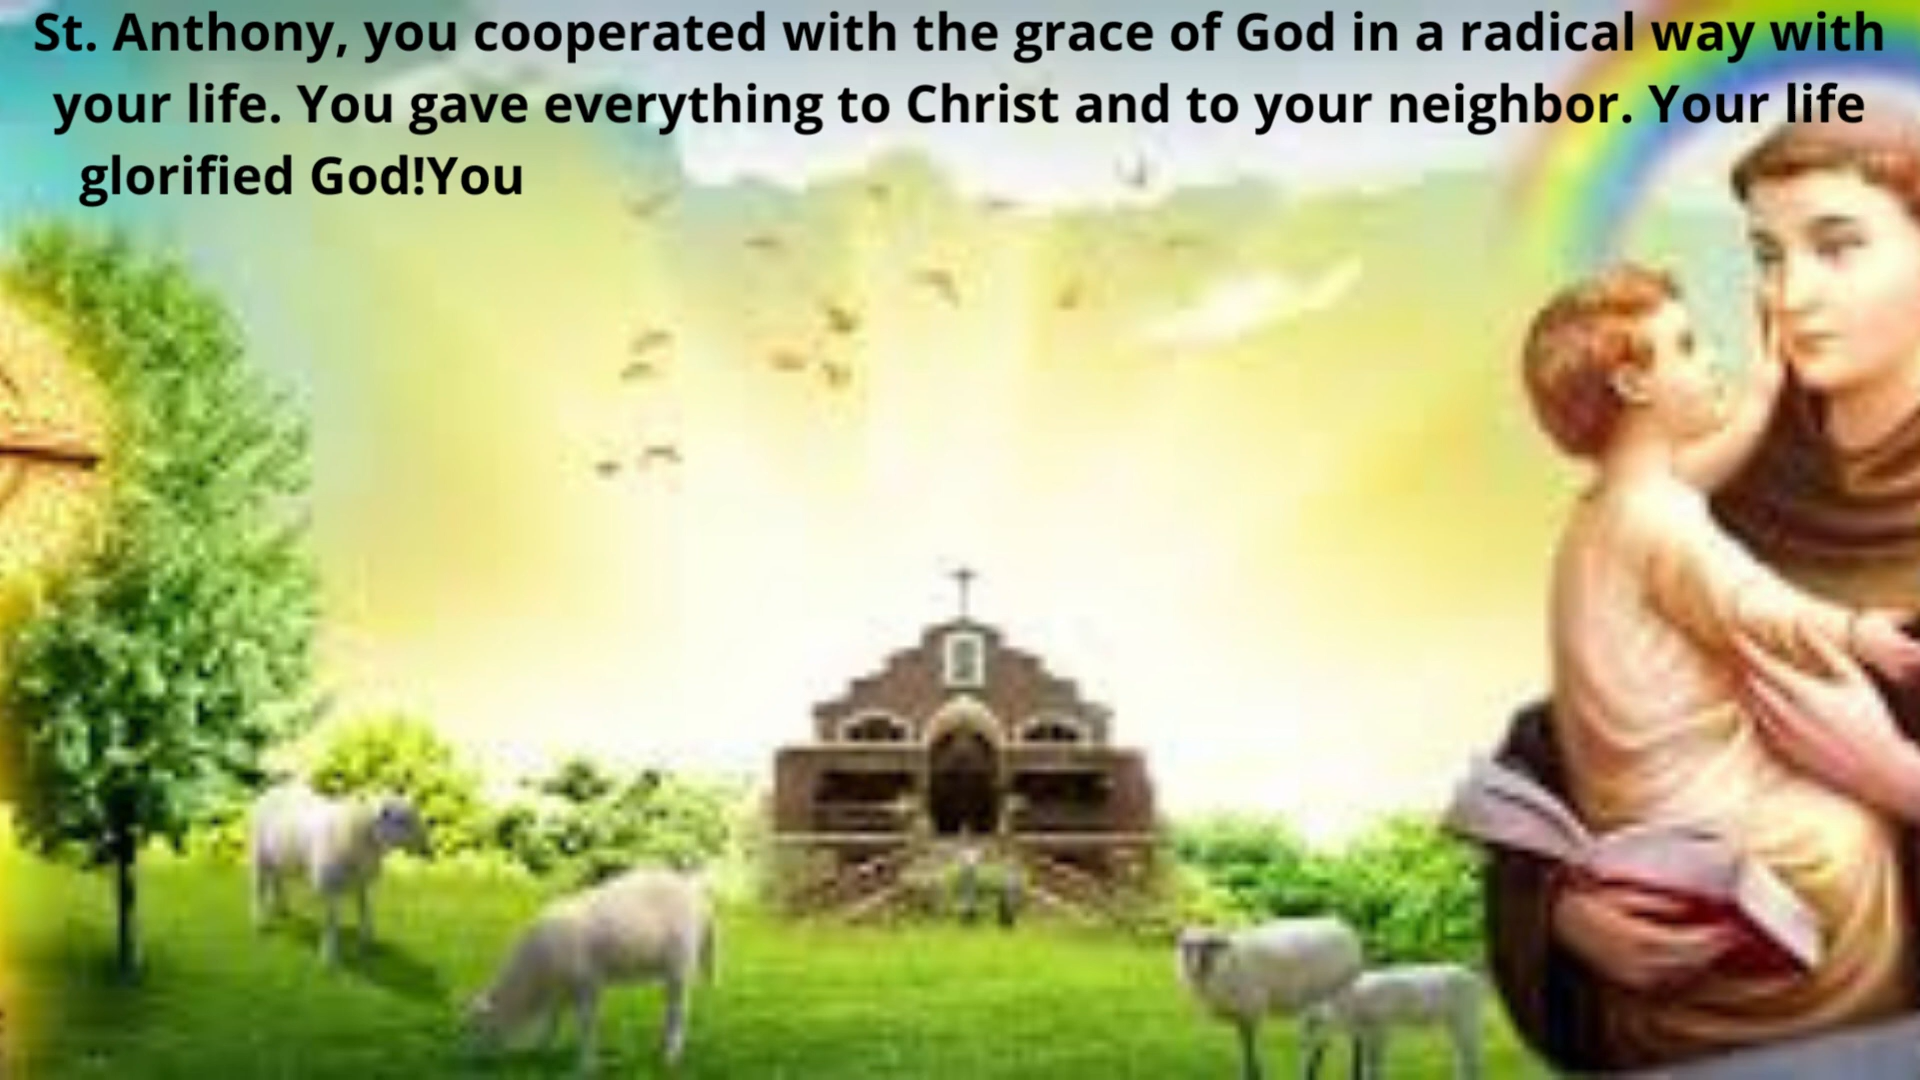 St. Anthony, you cooperated with the grace of God in a radical way with
your life. You gave everything to Christ and to your neighbor. Your life
glorified God!You